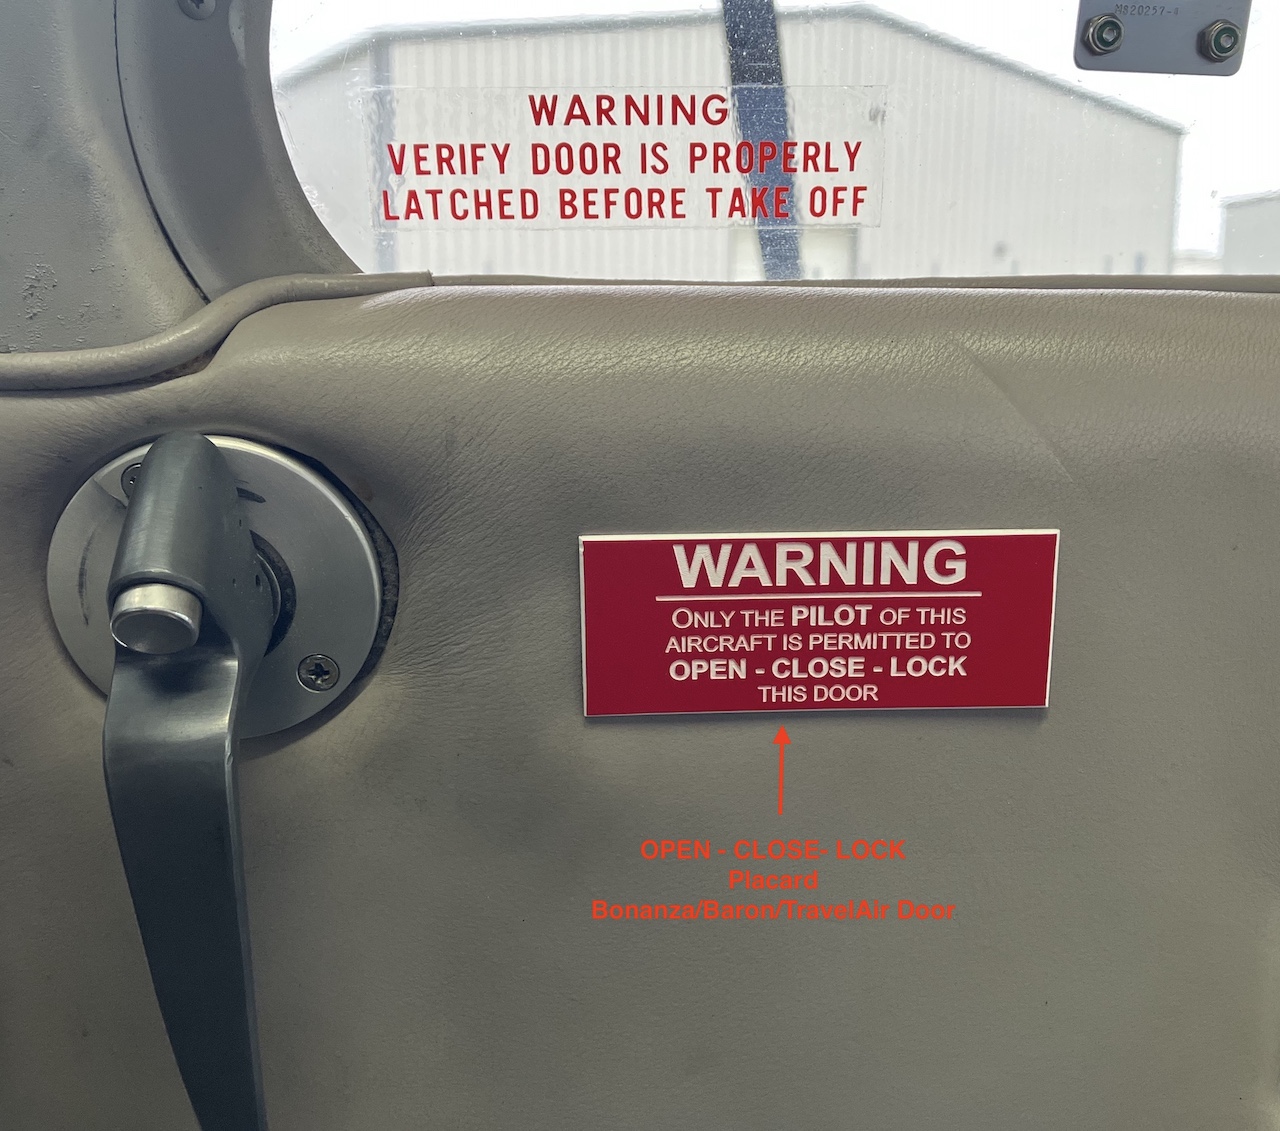 M820257-4
WARNING
VERIFY DOOR IS PROPERLY
LATCHED BEFORE TAKE OFF
WARNING
ONLY THE PILOT OF THIS
AIRCRAFT IS PERMITTED TO
OPEN - CLOSE - LOCK
THIS DOOR
OPEN - CLOSE- LOCK
Placard
Bonanza/Baron/TravelAir Door